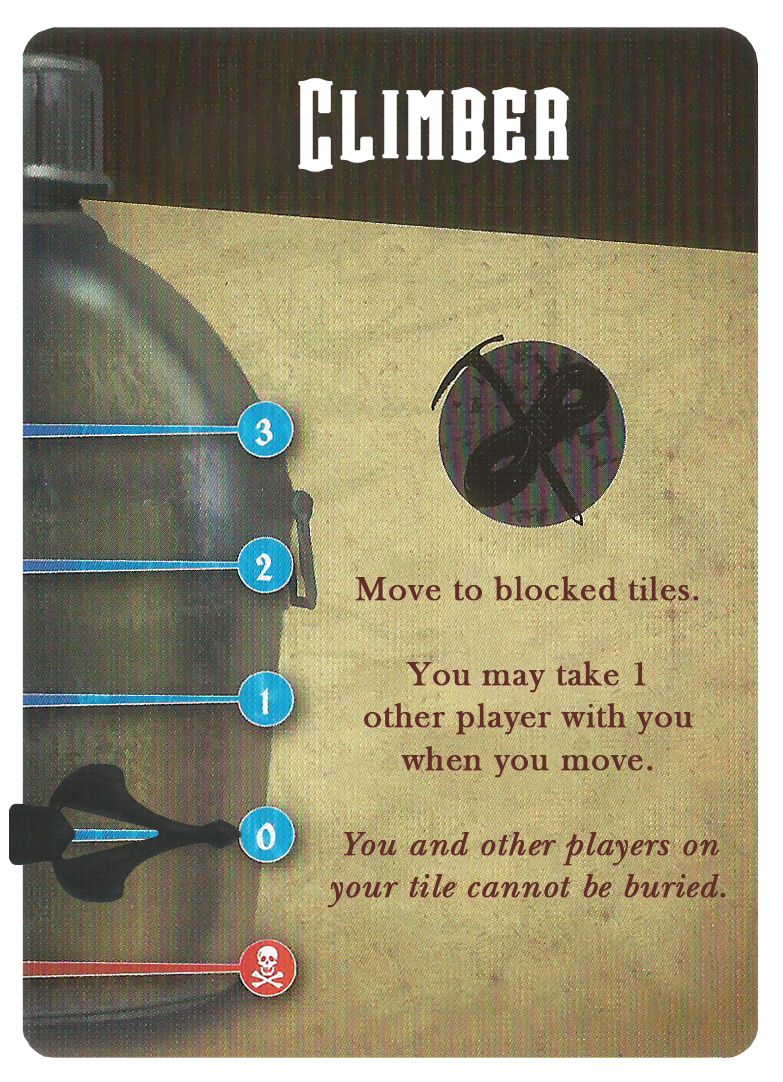 CLIMBER
3
2
Move to blocked tiles.
You may take 1
1
other player with you
when you move.
0
You and other players on
your tile cannot be buried.